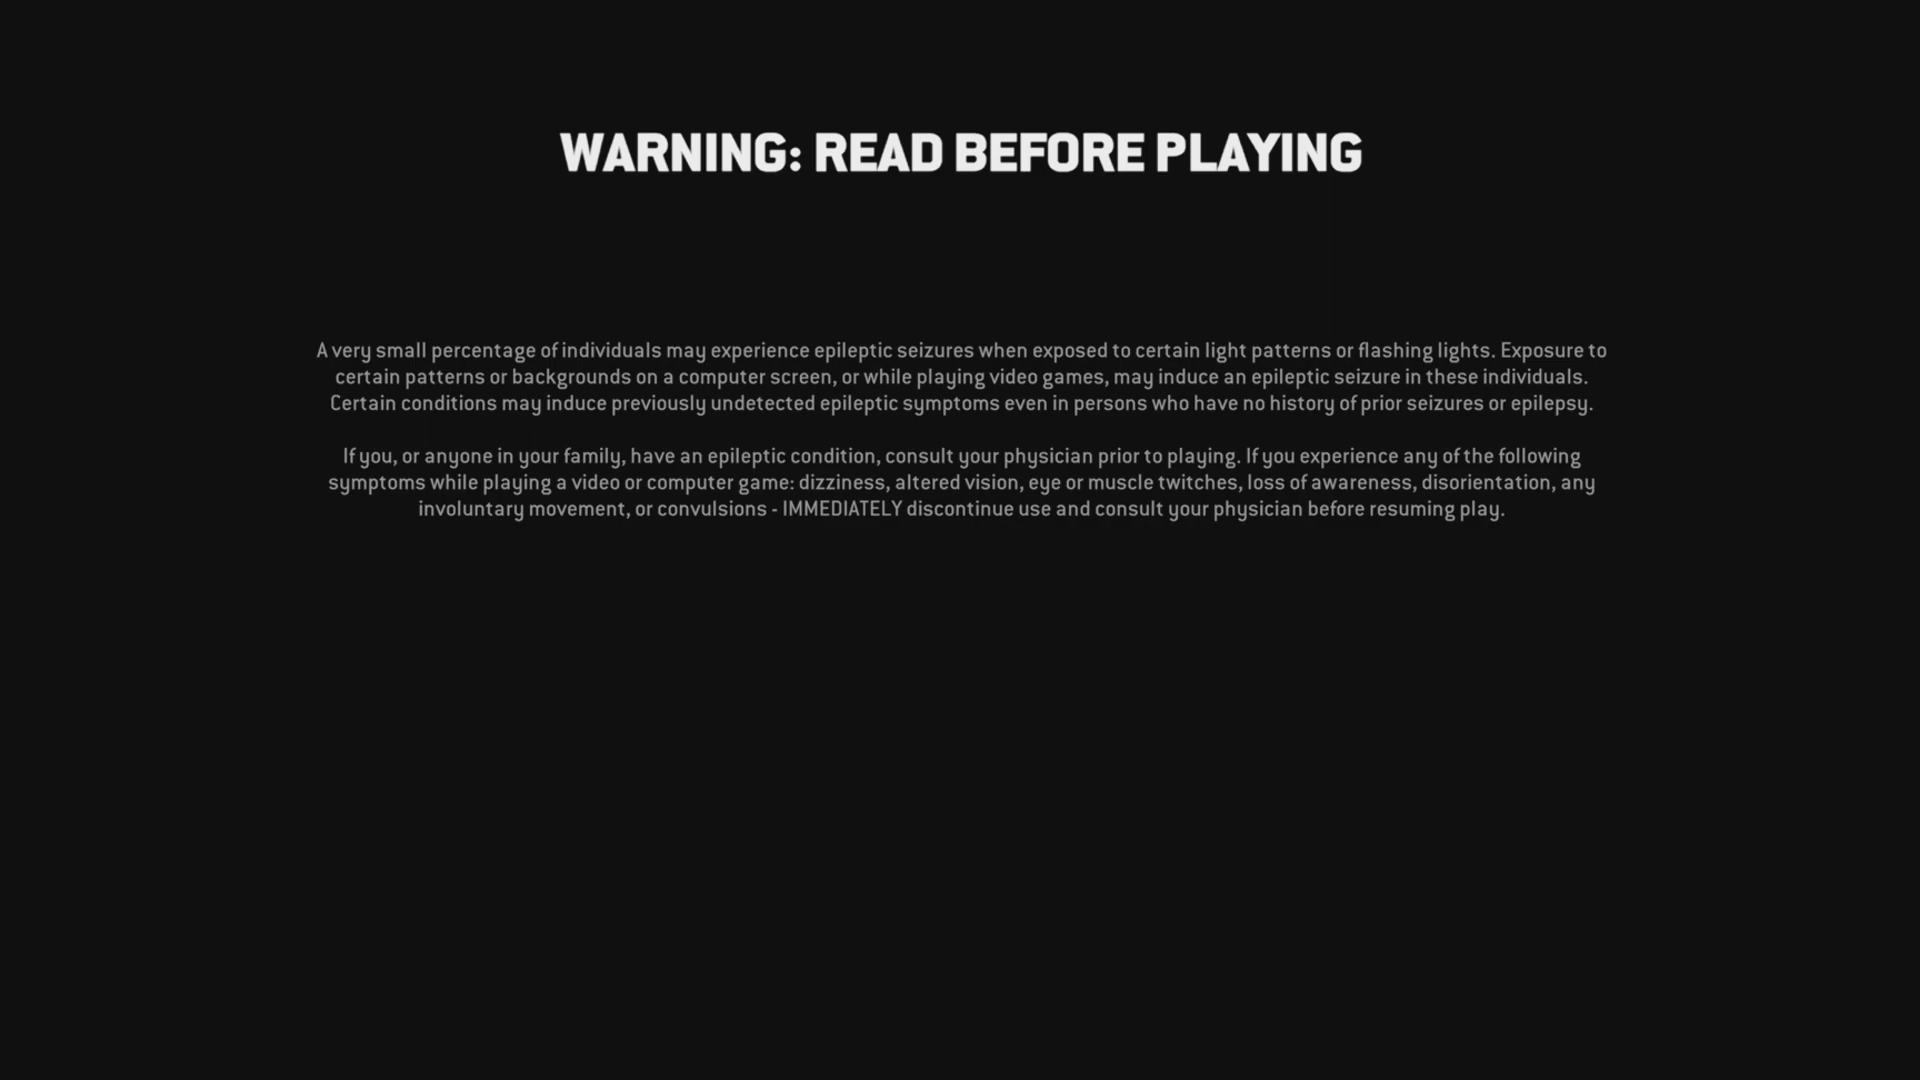 WARNING: READ BEFORE PLAYING
A very small percentage of individuals may experience epileptic seizures when exposed to certain light patterns or flashing lights. Exposure to
certain patterns or backgrounds on a computer screen, or while playing video games, may induce an epileptic seizure in these individuals.
Certain conditions may induce previously undetected epileptic symptoms even in persons who have no history of prior seizures or epilepsy.
If you, or anyone in your family, have an epileptic condition, consult your physician prior to playing. If you experience any of the following
symptoms while playing a video or computer game: dizziness, altered vision, eye or muscle twitches, loss of awareness, disorientation, any
involuntary movement, or convulsions - IMMEDIATELY discontinue use and consult your physician before resuming play.